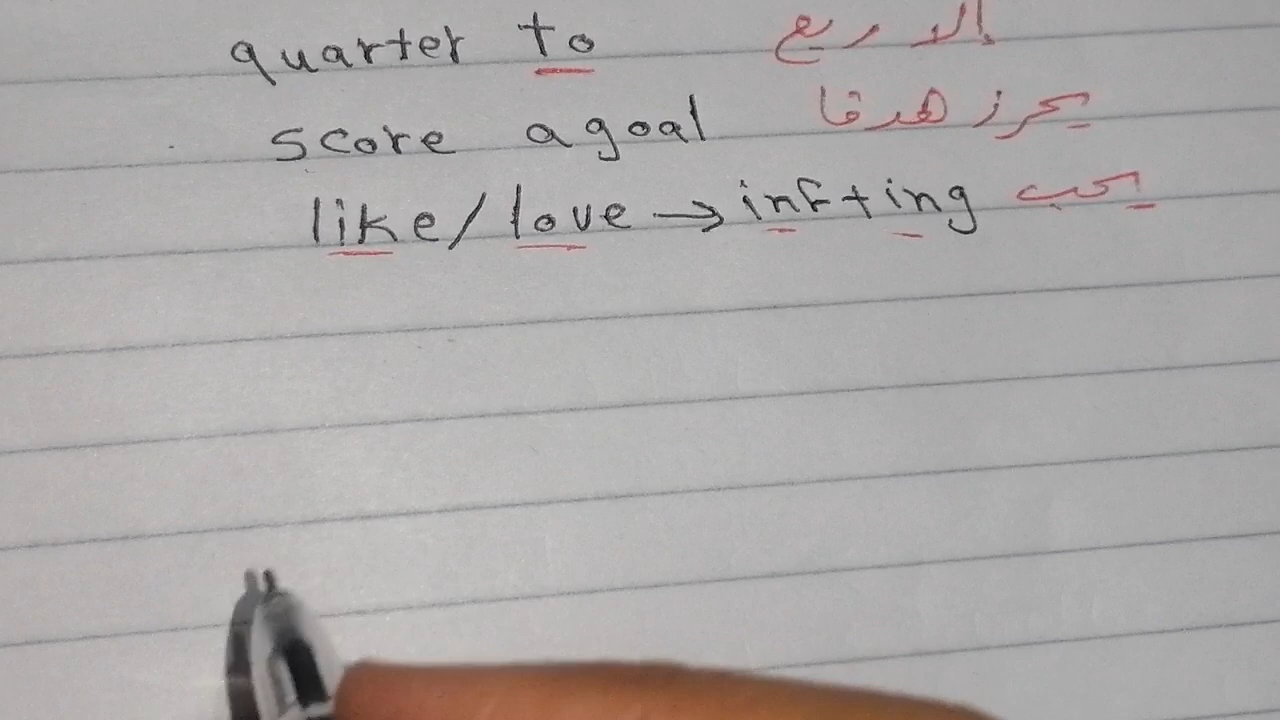 quarter to إلا ربع
score a goal يحرز هدفا
like/love → inf + ing يحب